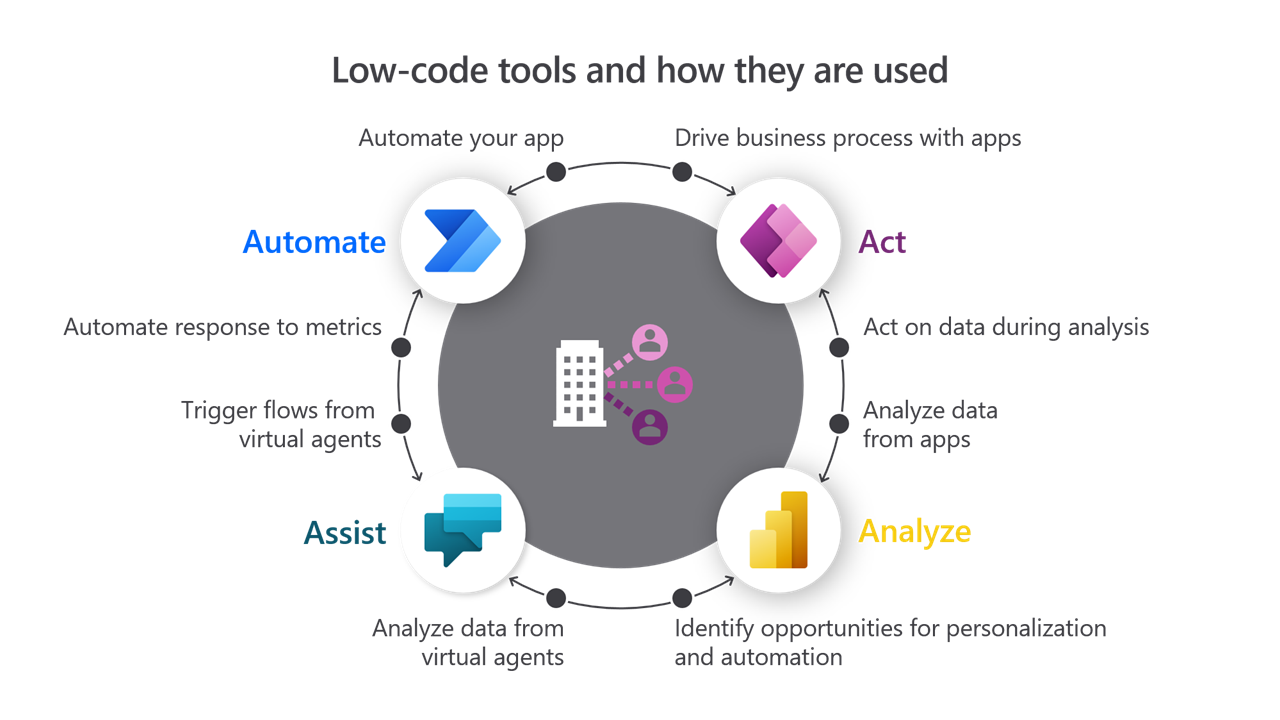 Low-code tools and how they are used
Automate your app
Drive business process with apps
Automate
Act
Automate response to metrics
Act on data during analysis
Trigger flows from
virtual agents
Analyze data
from apps
Assist
Analyze
Analyze data from
virtual agents
Identify opportunities for personalization
and automation